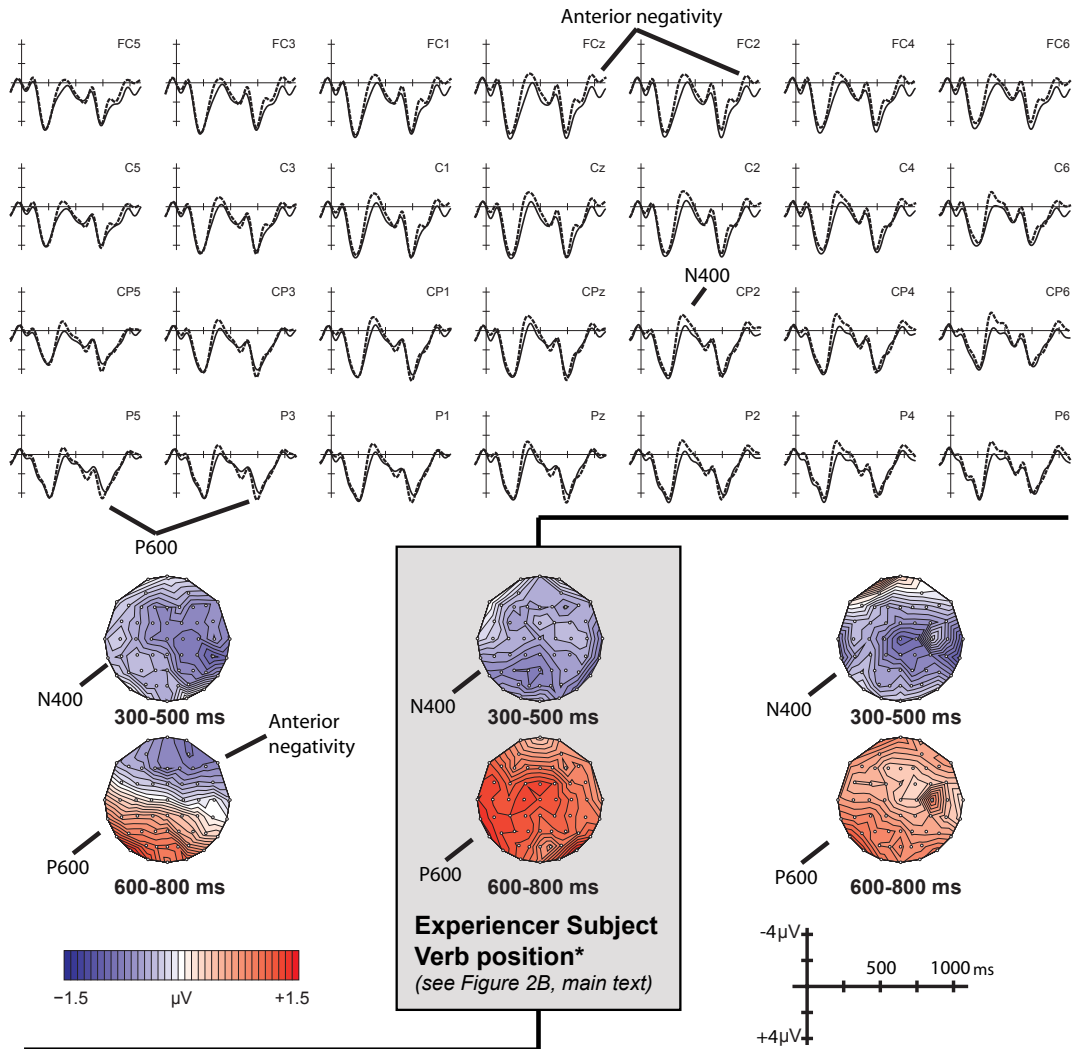 Anterior negativity
FC5 FC3 FC1 FCz FC2 FC4 FC6
C5 C3 C1 Cz C2 C4 C6
N400
CP5 CP3 CP1 CPz CP2 CP4 CP6
P5 P3 P1 Pz P2 P4 P6
P600
N400
300-500 ms
Anterior
negativity
P600
600-800 ms
−1.5 µV +1.5
N400
300-500 ms
P600
600-800 ms
Experiencer Subject
Verb position*
(see Figure 2B, main text)
N400
300-500 ms
P600
600-800 ms
-4µV
500 1000 ms
+4µV